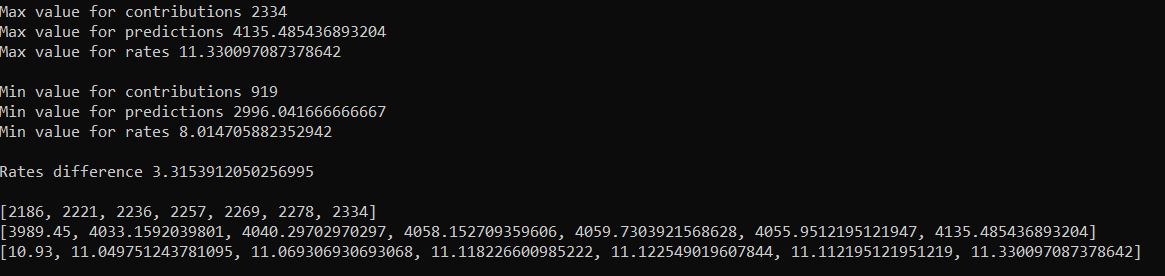 Max value for contributions 2334
Max value for predictions 4135.485436893204
Max value for rates 11.330097087378642
Min value for contributions 919
Min value for predictions 2996.041666666667
Min value for rates 8.014705882352942
Rates difference 3.3153912050256995
[2186, 2221, 2236, 2257, 2269, 2278, 2334]
[3989.45, 4033.1592039801, 4040.29702970297, 4058.152709359606, 4059.7303921568628, 4055.9512195121947, 4135.485436893204]
[10.93, 11.049751243781095, 11.069306930693068, 11.118226600985222, 11.122549019607844, 11.112195121951219, 11.330097087378642]